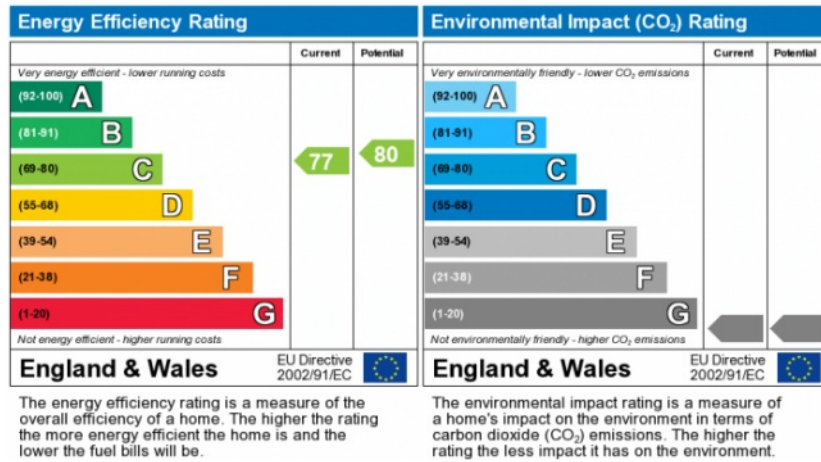 Energy Efficiency Rating
Current Potential
Very energy efficient - lower running costs
(92-100) A
(81-91) B
(69-80) C
77 80
(55-68) D
(39-54) E
(21-38) F
(1-20) G
Not energy efficient - higher running costs
England & Wales
EU Directive
2002/91/EC
The energy efficiency rating is a measure of the
overall efficiency of a home. The higher the rating
the more energy efficient the home is and the
lower the fuel bills will be.
Environmental Impact (CO₂) Rating
Current Potential
Very environmentally friendly - lower CO₂ emissions
(92-100) A
(81-91) B
(69-80) C
(55-68) D
(39-54) E
(21-38) F
(1-20) G
Not environmentally friendly - higher CO₂ emissions
England & Wales
EU Directive
2002/91/EC
The environmental impact rating is a measure of
a home's impact on the environment in terms of
carbon dioxide (CO₂) emissions. The higher the
rating the less impact it has on the environment.